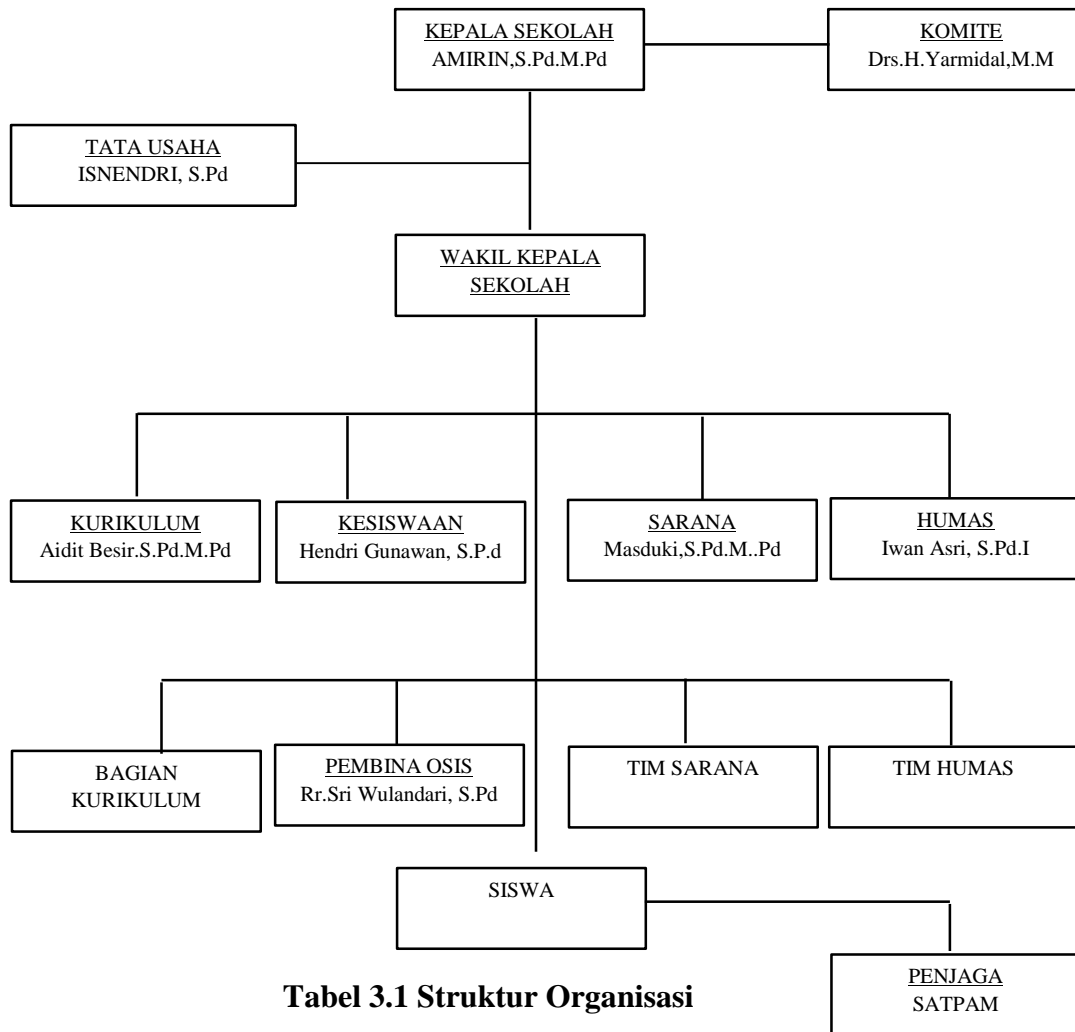 KEPALA SEKOLAH
AMIRIN,S.Pd.M.Pd
KOMITE
Drs.H.Yarmidal,M.M
TATA USAHA
ISNENDRI, S.Pd
WAKIL KEPALA
SEKOLAH
KURIKULUM
Aidit Besir.S.Pd.M.Pd
KESISWAAN
Hendri Gunawan, S.P.d
SARANA
Masduki,S.Pd.M..Pd
HUMAS
Iwan Asri, S.Pd.I
BAGIAN
KURIKULUM
PEMBINA OSIS
Rr.Sri Wulandari, S.Pd
TIM SARANA
TIM HUMAS
SISWA
PENJAGA
SATPAM
Tabel 3.1 Struktur Organisasi